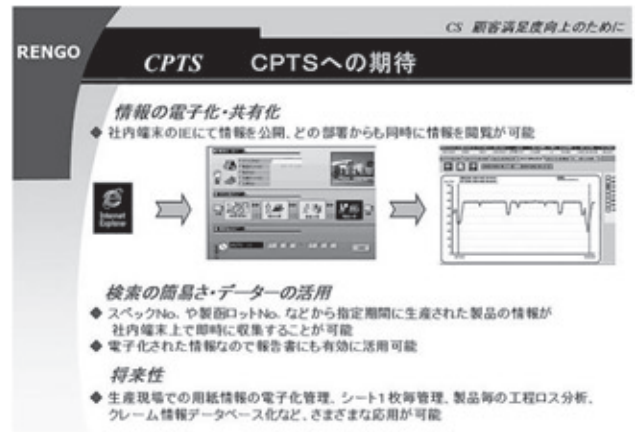 CS 顧客満足度向上のために
RENGO
CPTS CPTSへの期待
情報の電子化・共有化
◆ 社内端末のIEにて情報を公開、どの部署からも同時に情報を閲覧が可能
Internet
Explorer
検索の簡易さ・データーの活用
◆ スペックNo. や製函ロットNo. などから指定期間に生産された製品の情報が
社内端末上で即時に収集することが可能
◆ 電子化された情報なので報告書にも有効に活用可能
将来性
◆ 生産現場での用紙情報の電子化管理、シート1枚毎管理、製品毎の工程ロス分析、
クレーム情報データベース化など、さまざまな応用が可能